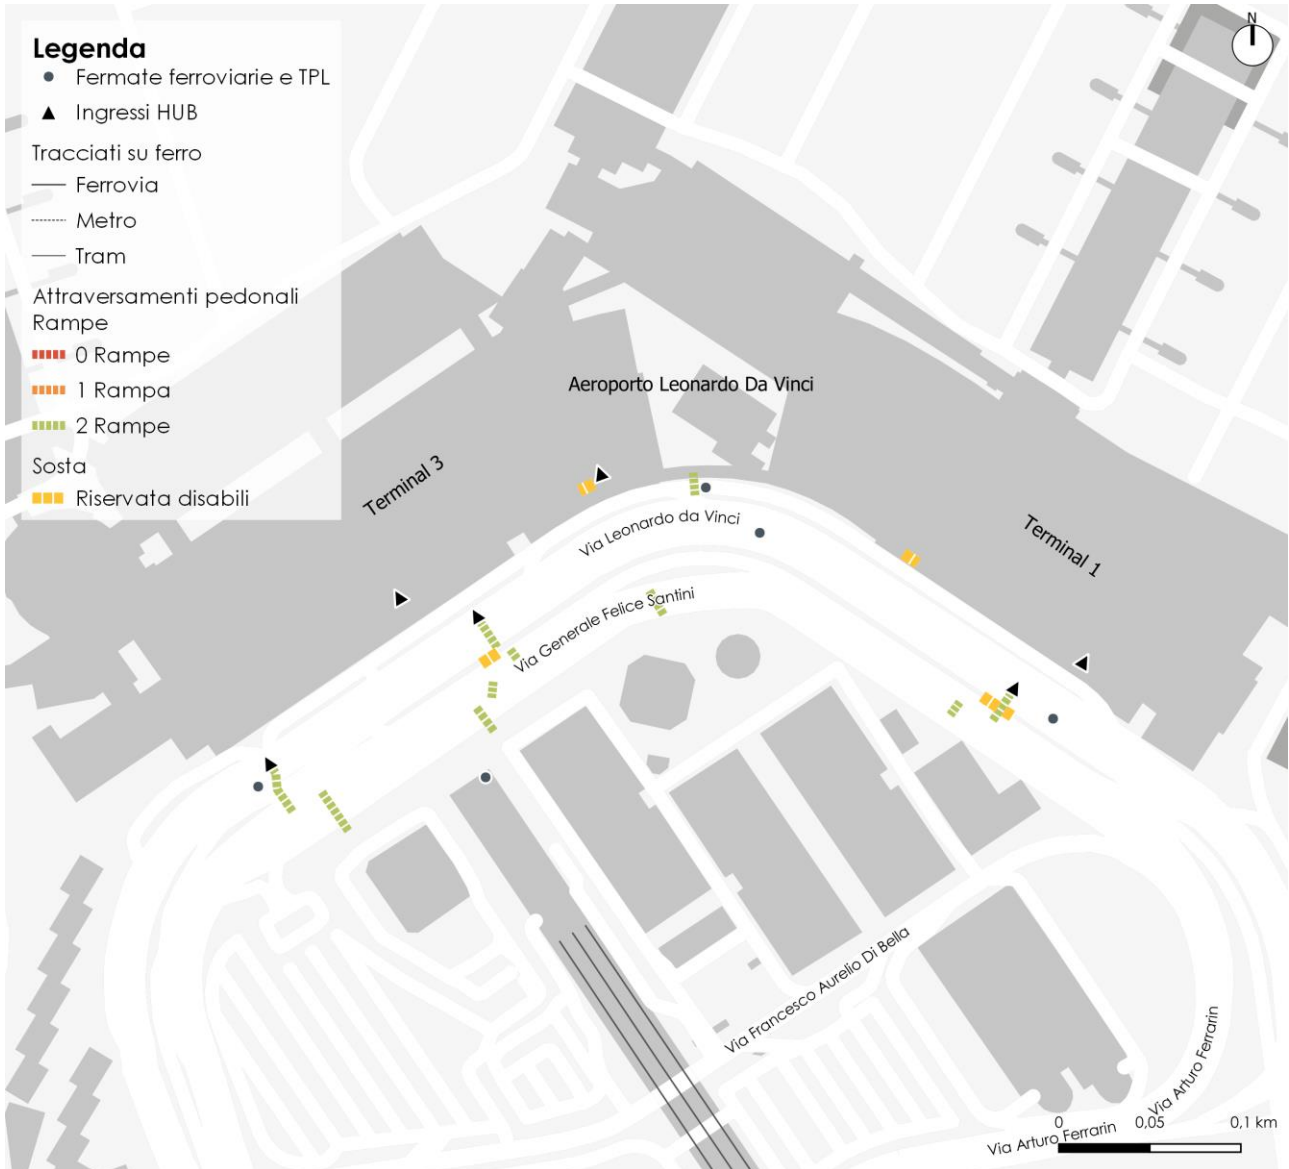 N
Legenda
Fermate ferroviarie e TPL
Ingressi HUB
Tracciati su ferro
Ferrovia
Metro
Tram
Attraversamenti pedonali
Rampe
0 Rampe
1 Rampa
2 Rampe
Sosta
Riservata disabili
Aeroporto Leonardo Da Vinci
Terminal 3
Via Leonardo da Vinci
Terminal 1
Via Generale Felice Santini
Via Francesco Aurelio Di Bella
Via Arturo Ferrarin
Via Arturo Ferrarin
0 0,05 0,1 km